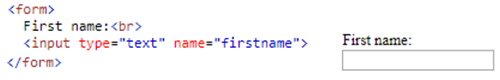 <form>
First name:<br>
<input type="text" name="firstname">
</form>
First name: